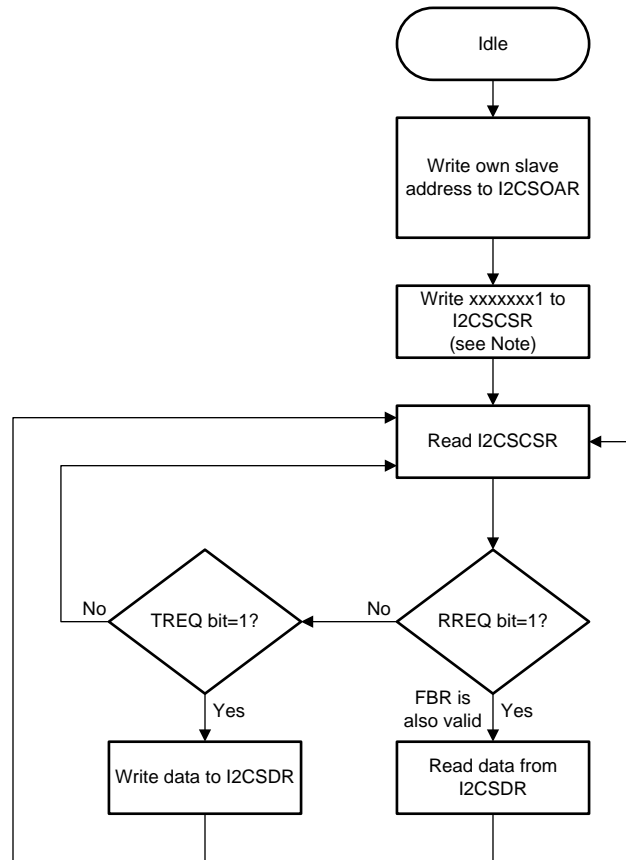 Idle
Write own slave
address to I2CSOAR
Write xxxxxxx1 to
I2CSCSR
(see Note)
Read I2CSCSR
No
TREQ bit=1?
No
RREQ bit=1?
Yes
FBR is
also valid
Yes
Write data to I2CSDR
Read data from
I2CSDR